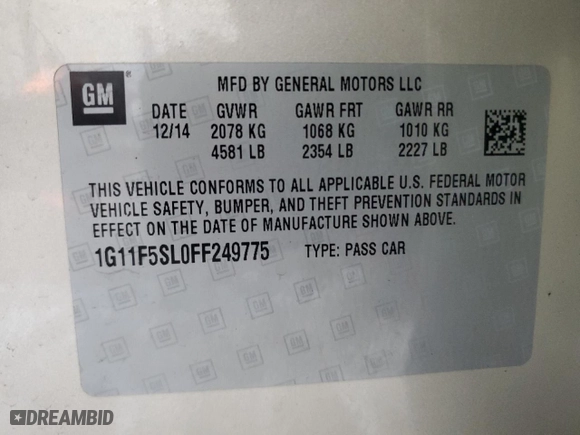 GM
MFD BY GENERAL MOTORS LLC
DATE GVWR GAWR FRT GAWR RR
12/14 2078 KG 1068 KG 1010 KG
4581 LB 2354 LB 2227 LB
THIS VEHICLE CONFORMS TO ALL APPLICABLE U.S. FEDERAL MOTOR
VEHICLE SAFETY, BUMPER, AND THEFT PREVENTION STANDARDS IN
EFFECT ON THE DATE OF MANUFACTURE SHOWN ABOVE.
1G11F5SL0FF249775 TYPE: PASS CAR
DREAMBID